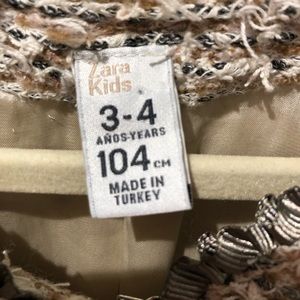 Zara
Kids
3-4
AÑOS-YEARS
104 CM
MADE IN
TURKEY